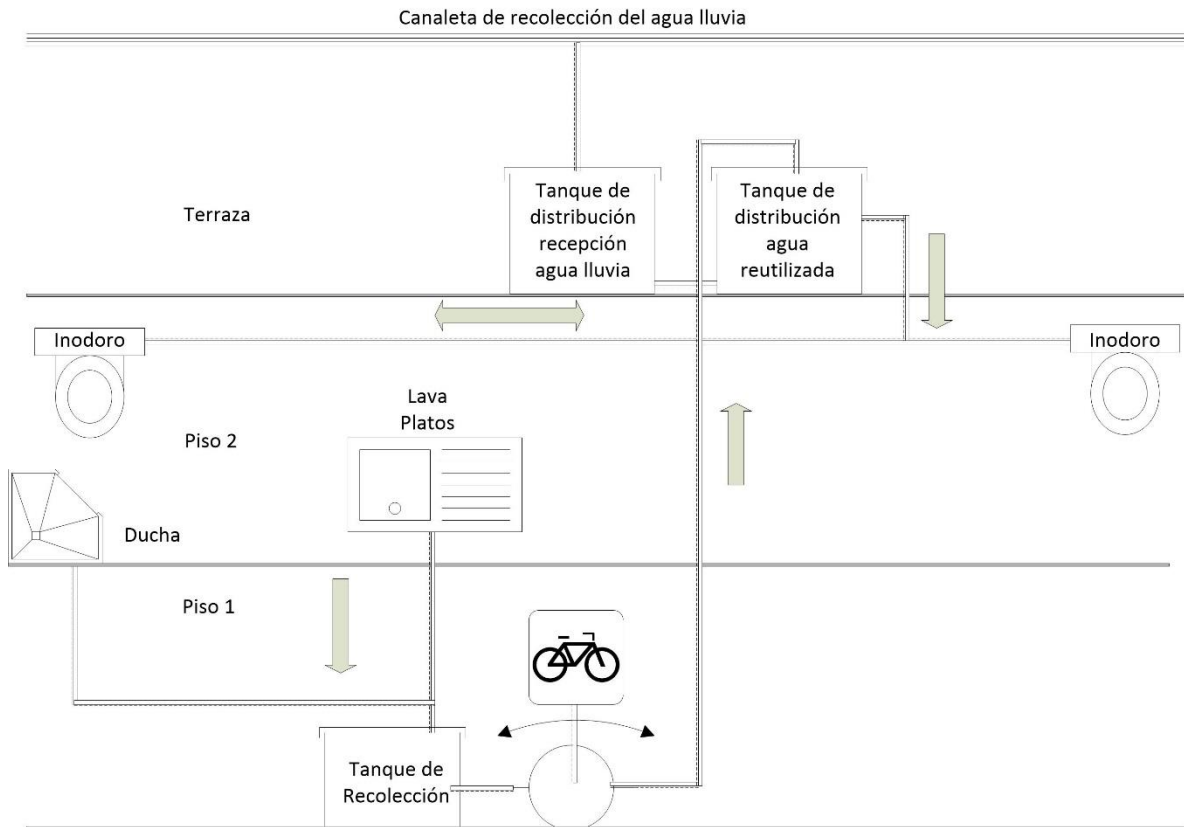 Canaleta de recolección del agua lluvia
Terraza
Tanque de
distribución
recepción
agua lluvia
Tanque de
distribución
agua
reutilizada
Inodoro
Inodoro
Lava
Platos
Piso 2
Ducha
Piso 1
Tanque de
Recolección